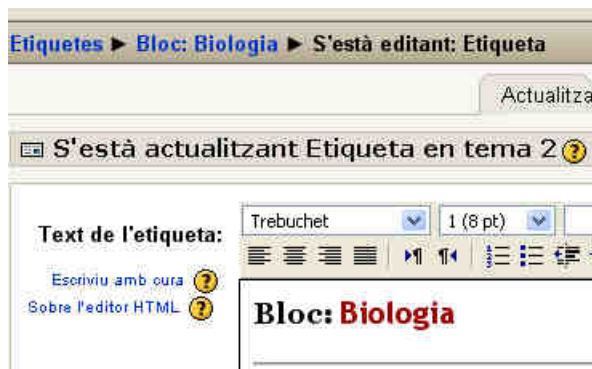 Etiquetes ► Bloc: Biologia ► S'està editant: Etiqueta
Actualitza
S'està actualitzant Etiqueta en tema 2
Text de l'etiqueta:
Trebuchet 1 (8 pt)
Escriviu amb cura
Sobre l'editor HTML
Bloc: Biologia